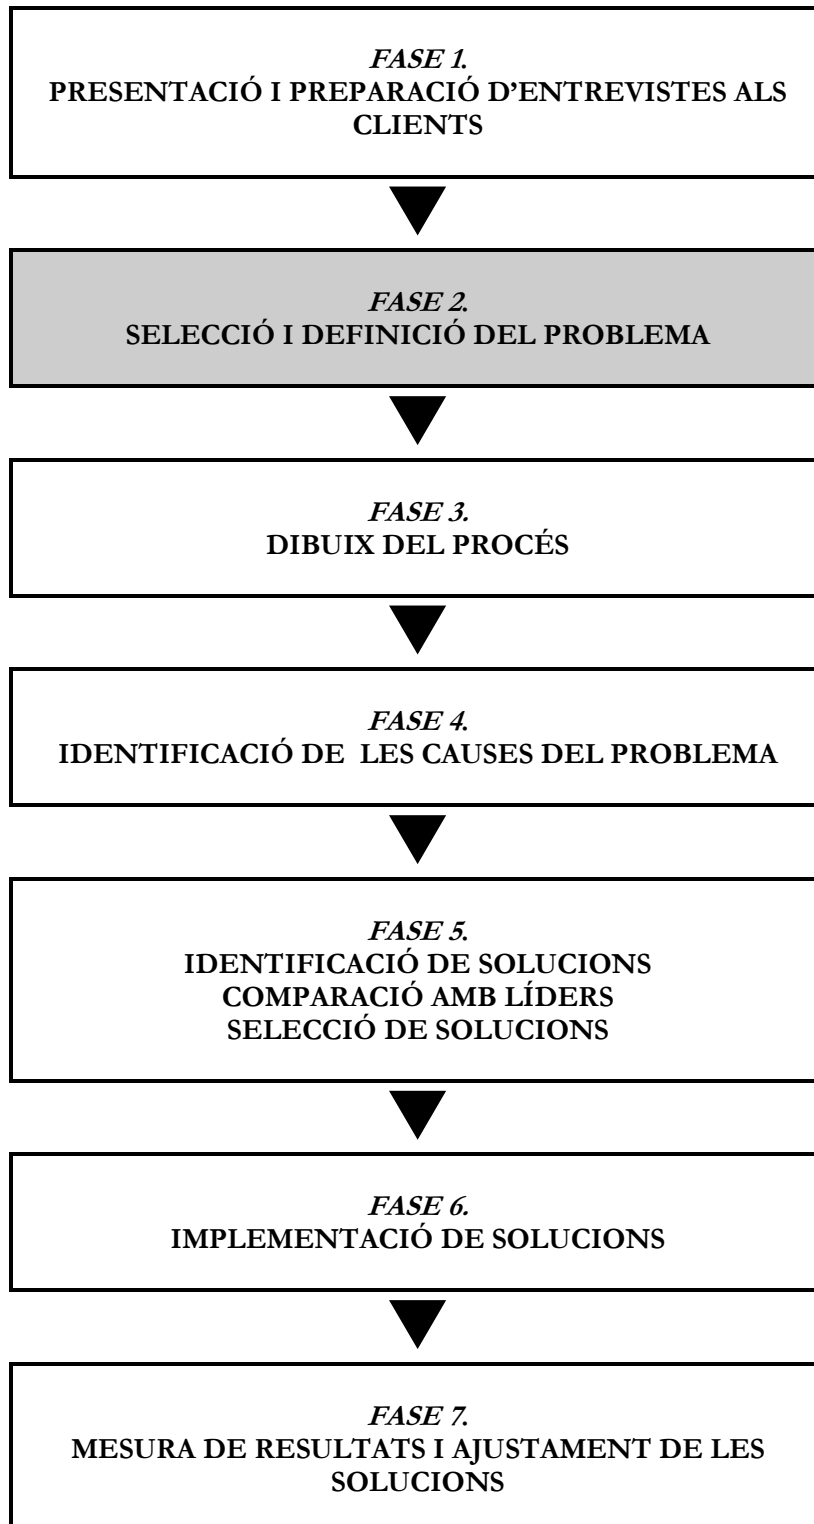 FASE 1.
PRESENTACIÓ I PREPARACIÓ D’ENTREVISTES ALS
CLIENTS
FASE 2.
SELECCIÓ I DEFINICIÓ DEL PROBLEMA
FASE 3.
DIBUIX DEL PROCÉS
FASE 4.
IDENTIFICACIÓ DE LES CAUSES DEL PROBLEMA
FASE 5.
IDENTIFICACIÓ DE SOLUCIONS
COMPARACIÓ AMB LÍDERS
SELECCIÓ DE SOLUCIONS
FASE 6.
IMPLEMENTACIÓ DE SOLUCIONS
FASE 7.
MESURA DE RESULTATS I AJUSTAMENT DE LES
SOLUCIONS